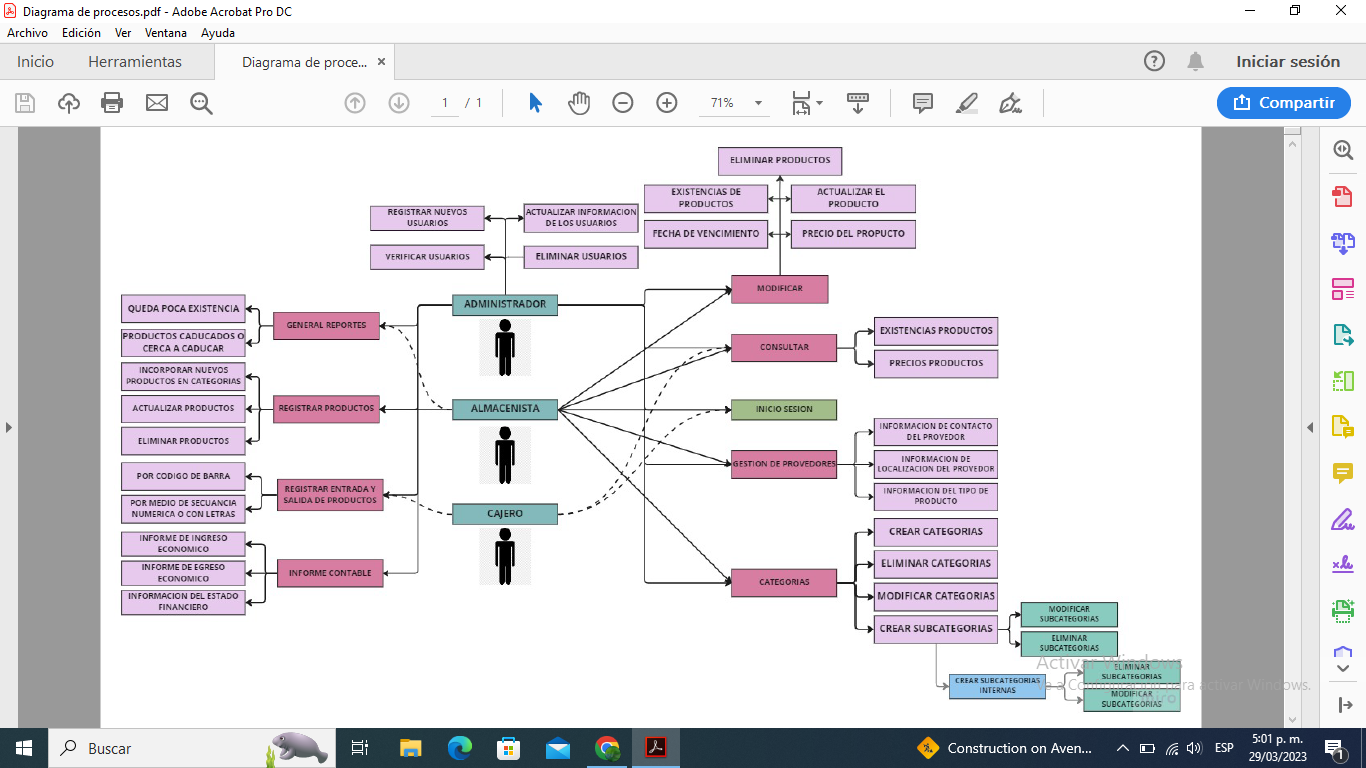 Diagrama de procesos.pdf - Adobe Acrobat Pro DC
Archivo Edición Ver Ventana Ayuda
Inicio Herramientas Diagrama de proce... × Iniciar sesión
1 / 1 71% Compartir
ELIMINAR PRODUCTOS
EXISTENCIAS DE
PRODUCTOS
ACTUALIZAR EL
PRODUCTO
FECHA DE VENCIMIENTO
PRECIO DEL PROPUCTO
REGISTRAR NUEVOS
USUARIOS
ACTUALIZAR INFORMACION
DE LOS USUARIOS
VERIFICAR USUARIOS
ELIMINAR USUARIOS
ADMINISTRADOR
MODIFICAR
QUEDA POCA EXISTENCIA
GENERAL REPORTES
PRODUCTOS CADUCADOS O
CERCA A CADUCAR
CONSULTAR
EXISTENCIAS PRODUCTOS
PRECIOS PRODUCTOS
INCORPORAR NUEVOS
PRODUCTOS EN CATEGORIAS
ACTUALIZAR PRODUCTOS
REGISTRAR PRODUCTOS
ELIMINAR PRODUCTOS
ALMACENISTA
INICIO SESION
INFORMACION DE CONTACTO
DEL PROVEDOR
GESTION DE PROVEDORES
INFORMACION DE
LOCALIZACION DEL PROVEDOR
INFORMACION DEL TIPO DE
PRODUCTO
POR CODIGO DE BARRA
REGISTRAR ENTRADA Y
SALIDA DE PRODUCTOS
POR MEDIO DE SECUANCIA
NUMERICA O CON LETRAS
CAJERO
INFORME DE INGRESO
ECONOMICO
INFORME DE EGRESO
ECONOMICO
INFORME CONTABLE
INFORMACION DEL ESTADO
FINANCIERO
CATEGORIAS
CREAR CATEGORIAS
ELIMINAR CATEGORIAS
MODIFICAR CATEGORIAS
CREAR SUBCATEGORIAS
MODIFICAR
SUBCATEGORIAS
ELIMINAR
SUBCATEGORIAS
CREAR SUBCATEGORIAS
INTERNAS
ELIMINAR
SUBCATEGORIAS
MODIFICAR
SUBCATEGORIAS
Activar Windows
Ve a Configuración para activar Windows.
Buscar
Construction on Aven...
ESP
5:01 p. m.
29/03/2023
1